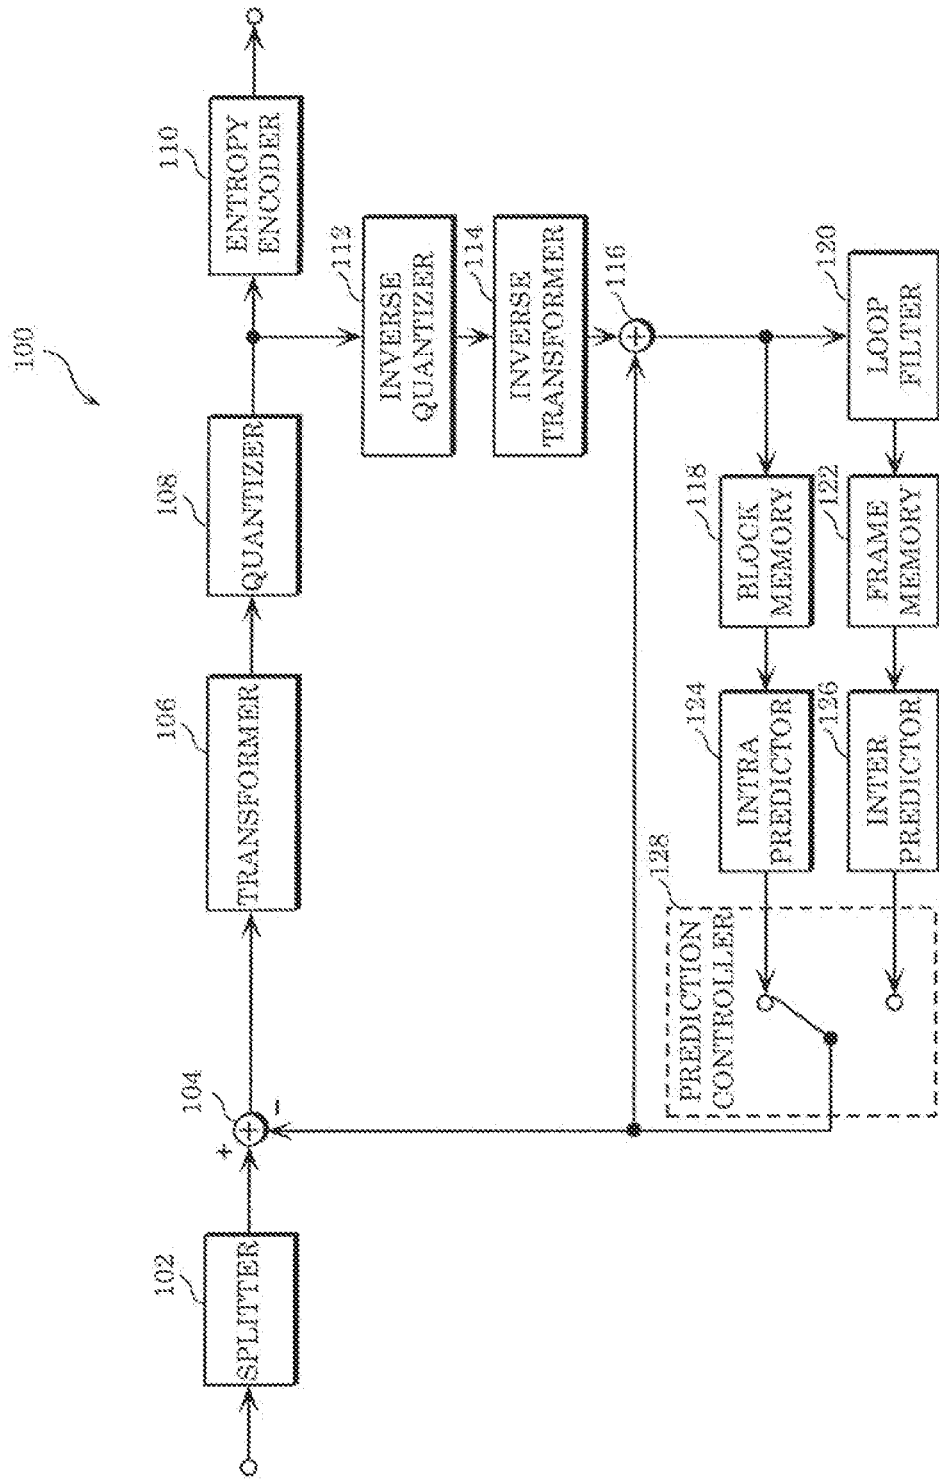 100
102
SPLITTER
+
104
-
106
TRANSFORMER
108
QUANTIZER
110
ENTROPY
ENCODER
112
INVERSE
QUANTIZER
114
INVERSE
TRANSFORMER
116
128
PREDICTION
CONTROLLER
124
INTRA
PREDICTOR
118
BLOCK
MEMORY
126
INTER
PREDICTOR
122
FRAME
MEMORY
120
LOOP
FILTER